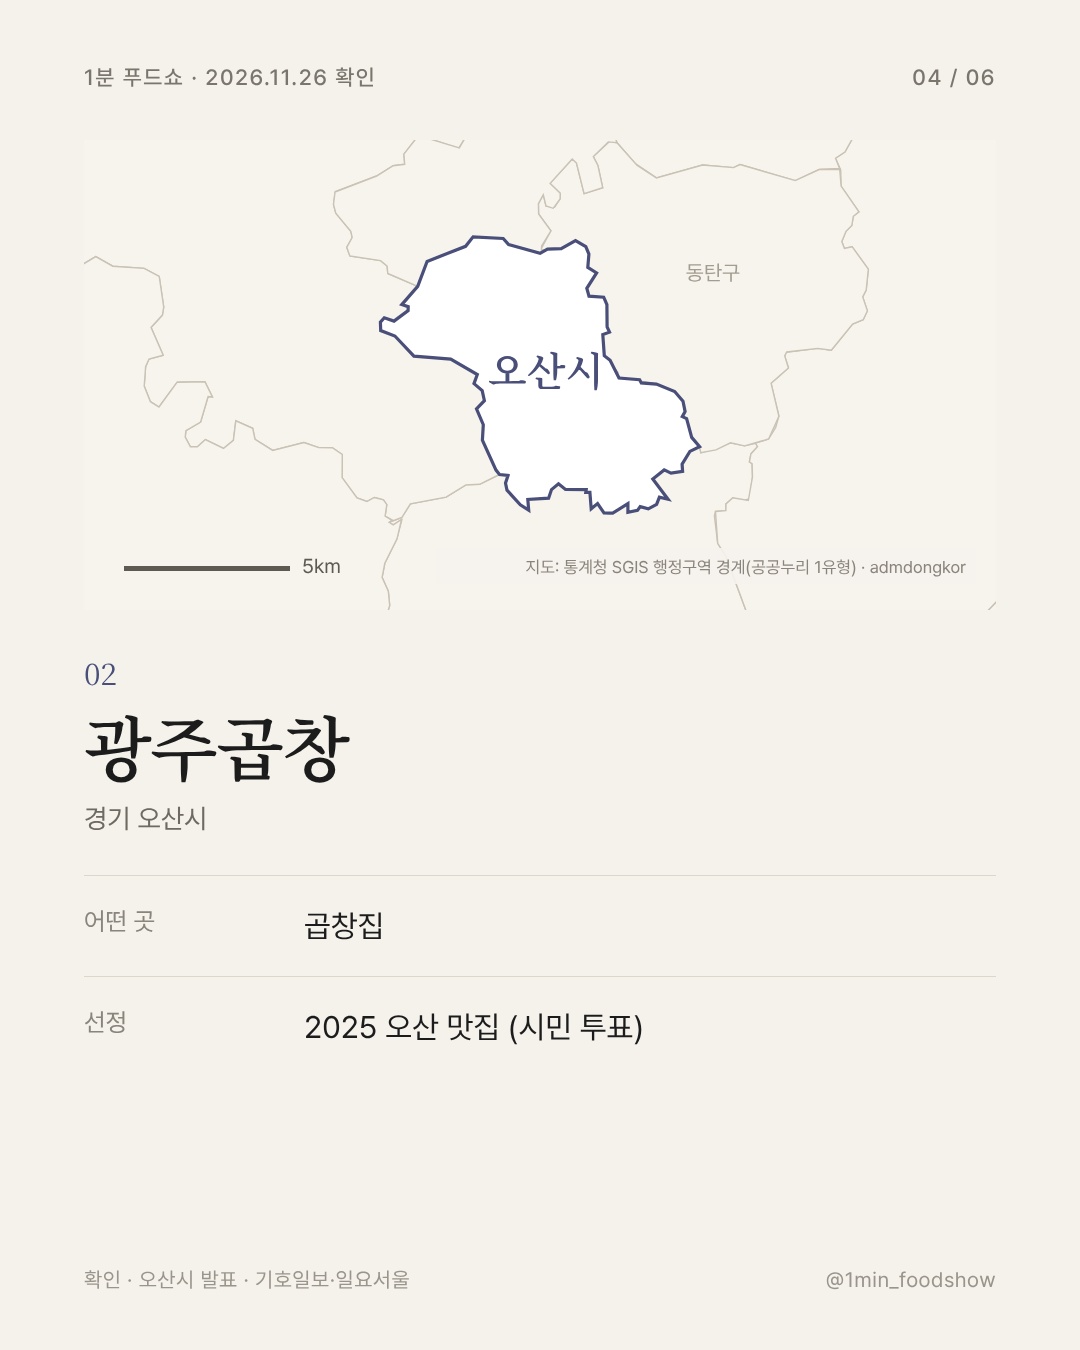 1분 푸드쇼 · 2026.11.26 확인
04 / 06
동탄구
오산시
5km
지도: 통계청 SGIS 행정구역 경계(공공누리 1유형) · admdongkor
02
광주곱창
경기 오산시
어떤 곳
곱창집
선정
2025 오산 맛집 (시민 투표)
확인 · 오산시 발표 · 기호일보·일요서울
@1min_foodshow